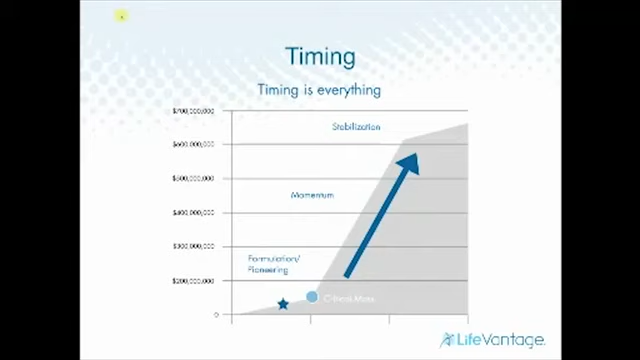 Timing
Timing is everything
$700,000,000
Stabilization
$600,000,000
$500,000,000
Momentum
$400,000,000
$300,000,000
Formulation/
Pioneering
$200,000,000
Critical Mass
0
LifeVantage.